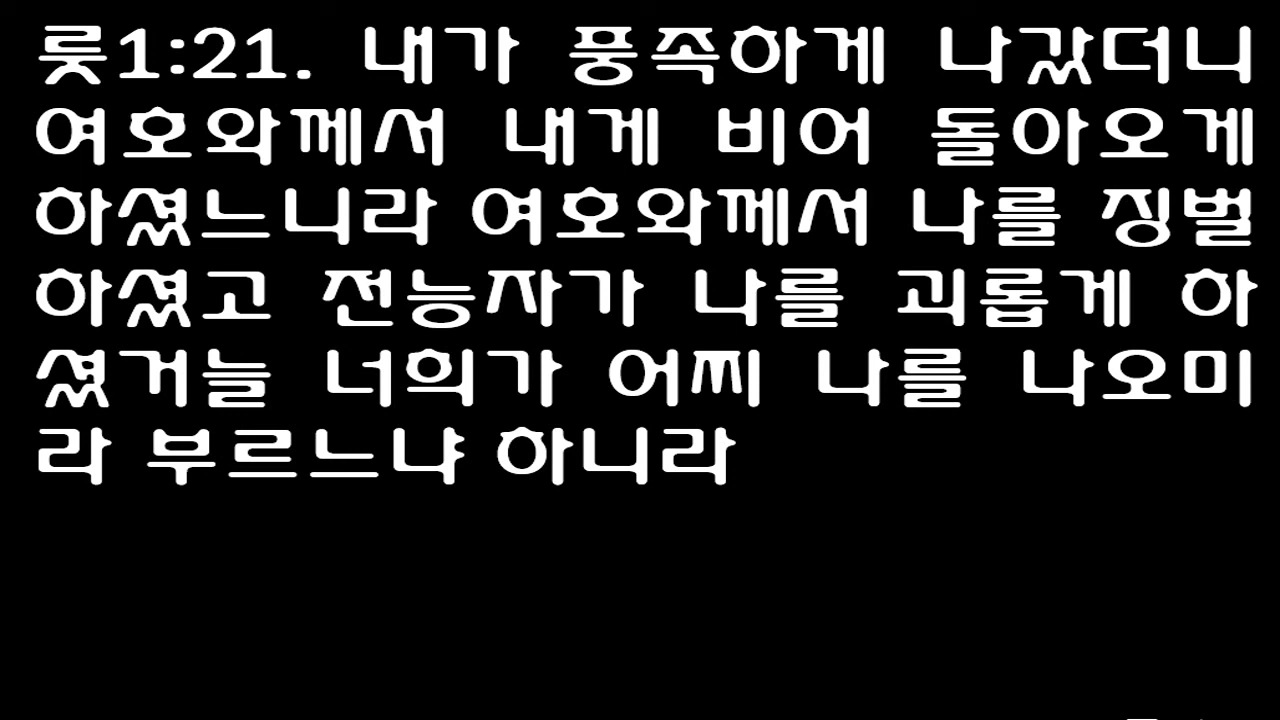 룻1:21. 내가 풍족하게 나갔더니
여호와께서 내게 비어 돌아오게
하셨느니라 여호와께서 나를 징벌
하셨고 전능자가 나를 괴롭게 하
셨거늘 너희가 어찌 나를 나오미
라 부르느냐 하니라